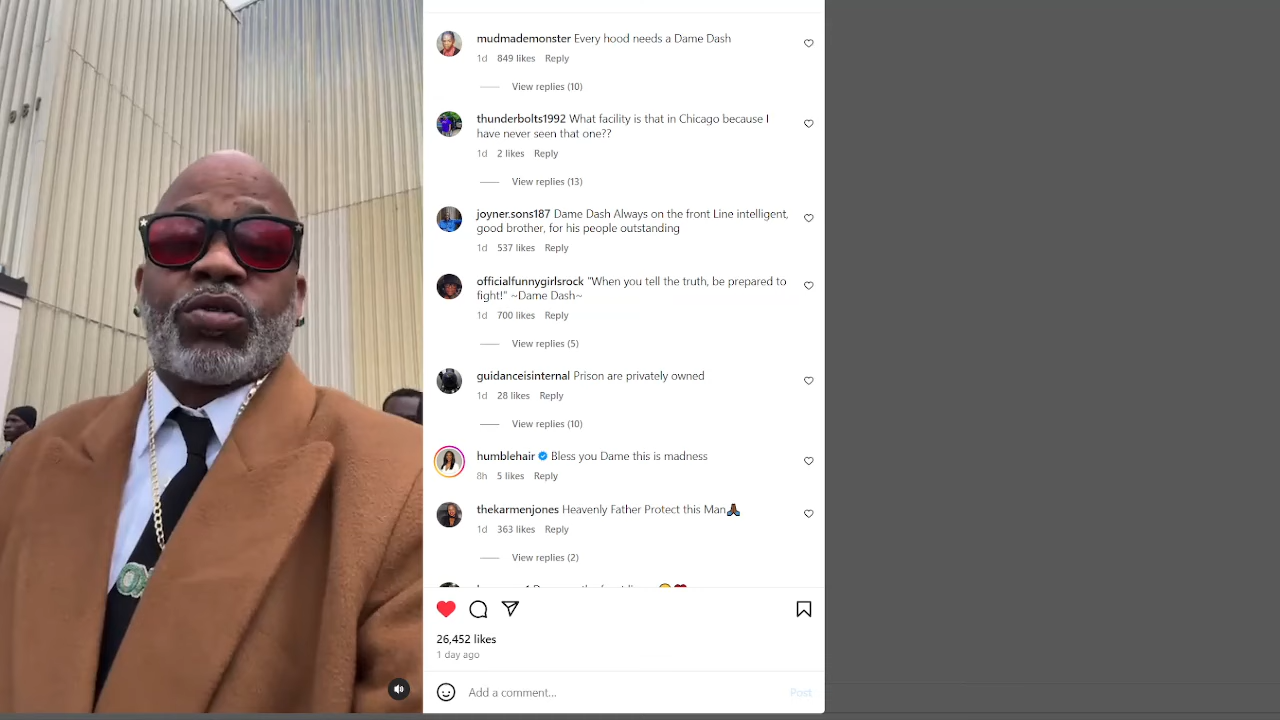 mudmademonster Every hood needs a Dame Dash
1d 849 likes Reply
View replies (10)
thunderbolts1992 What facility is that in Chicago because I
have never seen that one??
1d 2 likes Reply
View replies (13)
joyner.sons187 Dame Dash Always on the front Line intelligent,
good brother, for his people outstanding
1d 537 likes Reply
officialfunnygirlsrock "When you tell the truth, be prepared to
fight!" ~Dame Dash~
1d 700 likes Reply
View replies (5)
guidanceisinternal Prison are privately owned
1d 28 likes Reply
View replies (10)
humblehair Bless you Dame this is madness
8h 5 likes Reply
thekarmenjones Heavenly Father Protect this Man🙏🏿
1d 363 likes Reply
View replies (2)
26,452 likes
1 day ago
Add a comment...
Post